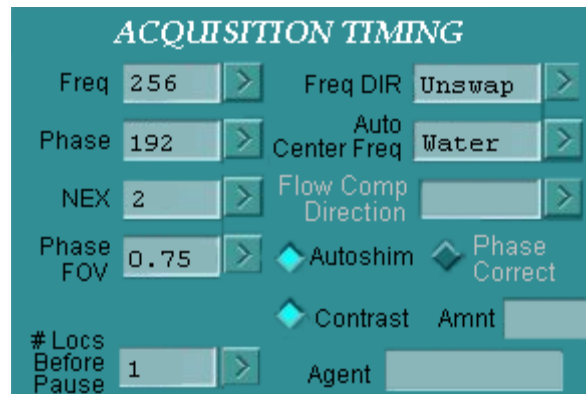 ACQUISITION TIMING
Freq 256 > Freq DIR Unswap >
Phase 192 > Auto Center Freq Water >
NEX 2 > Flow Comp Direction >
Phase FOV 0.75 > Autoshim Phase Correct
Contrast Amnt
# Locs Before Pause 1 > Agent